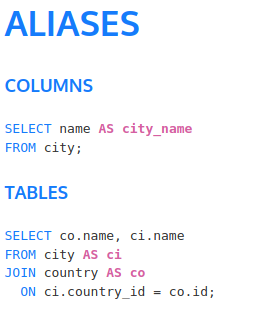 ALIASES
COLUMNS
SELECT name AS city_name
FROM city;
TABLES
SELECT co.name, ci.name
FROM city AS ci
JOIN country AS co
  ON ci.country_id = co.id;